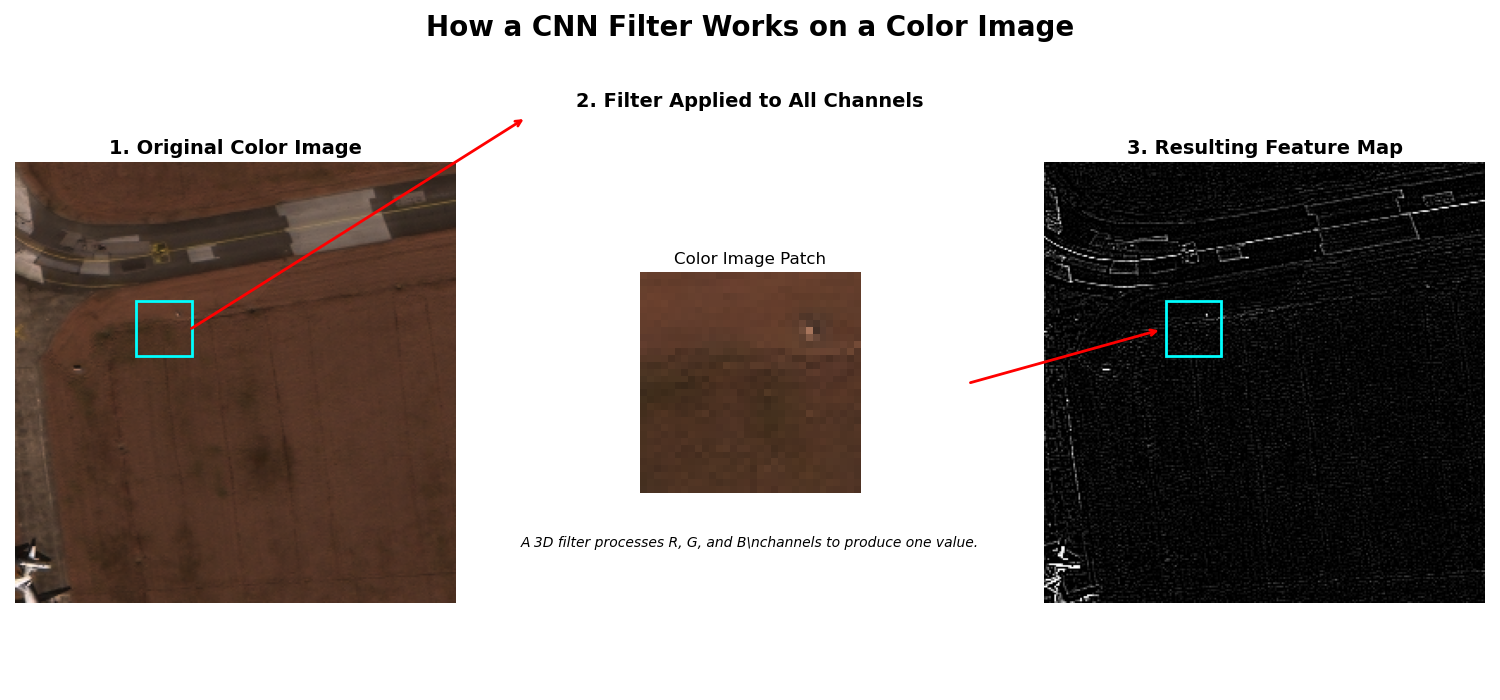 How a CNN Filter Works on a Color Image
2. Filter Applied to All Channels
1. Original Color Image
3. Resulting Feature Map
Color Image Patch
A 3D filter processes R, G, and B\nchannels to produce one value.